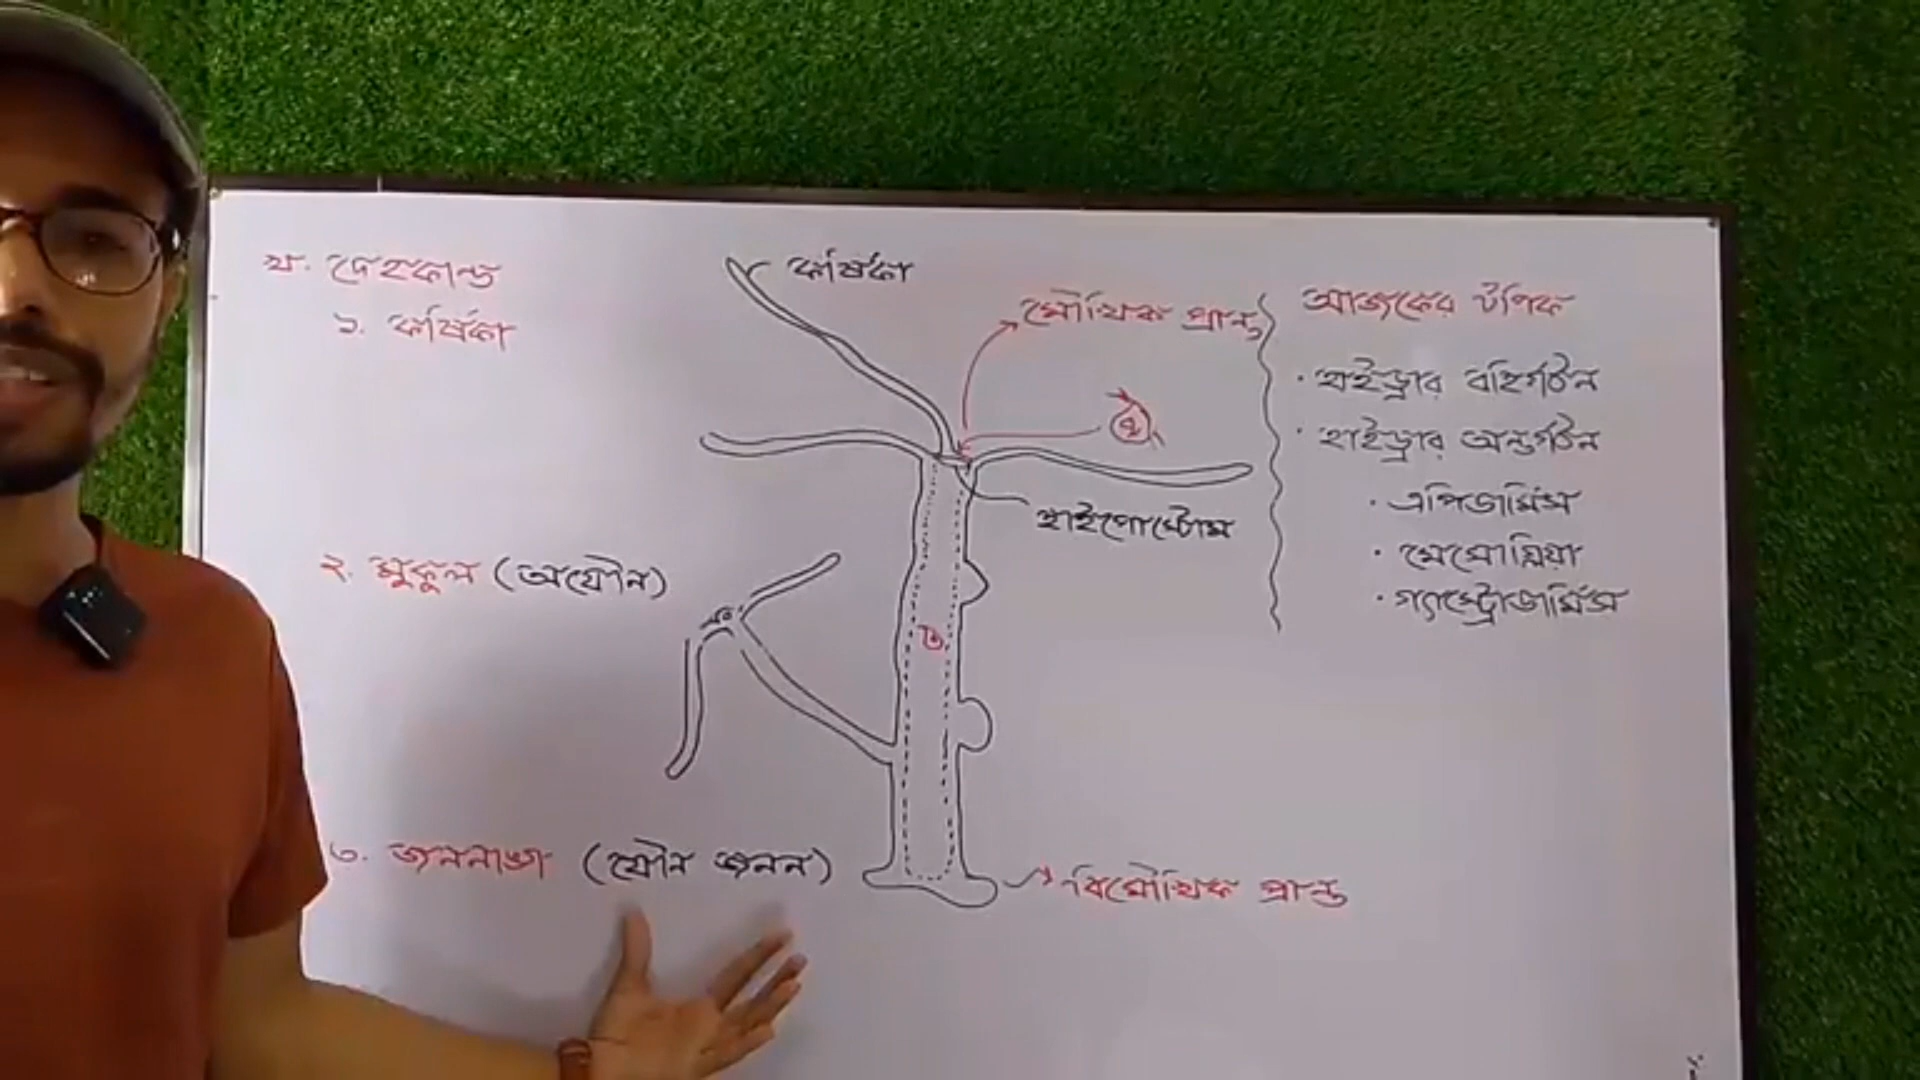 খ. দেহকান্ড
১. কর্ষিকা
২. মুকুল (অযৌন)
৩. জননাঙ্গ (যৌন জনন)
কর্ষিকা
মৌখিক প্রান্ত
হাইপোস্টোম
বিমৌখিক প্রান্ত
আজকের টপিক
· হাইড্রার বহির্গঠন
· হাইড্রার অন্তর্গঠন
· এপিডার্মিস
· মেসোগ্লিয়া
· গ্যাস্ট্রোডার্মিস